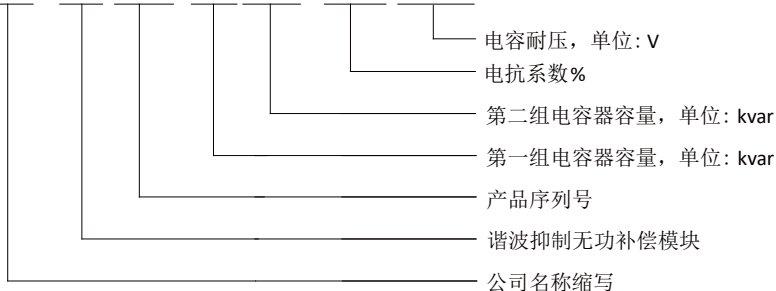 电容耐压，单位: V
电抗系数%
第二组电容器容量，单位: kvar
第一组电容器容量，单位: kvar
产品序列号
谐波抑制无功补偿模块
公司名称缩写